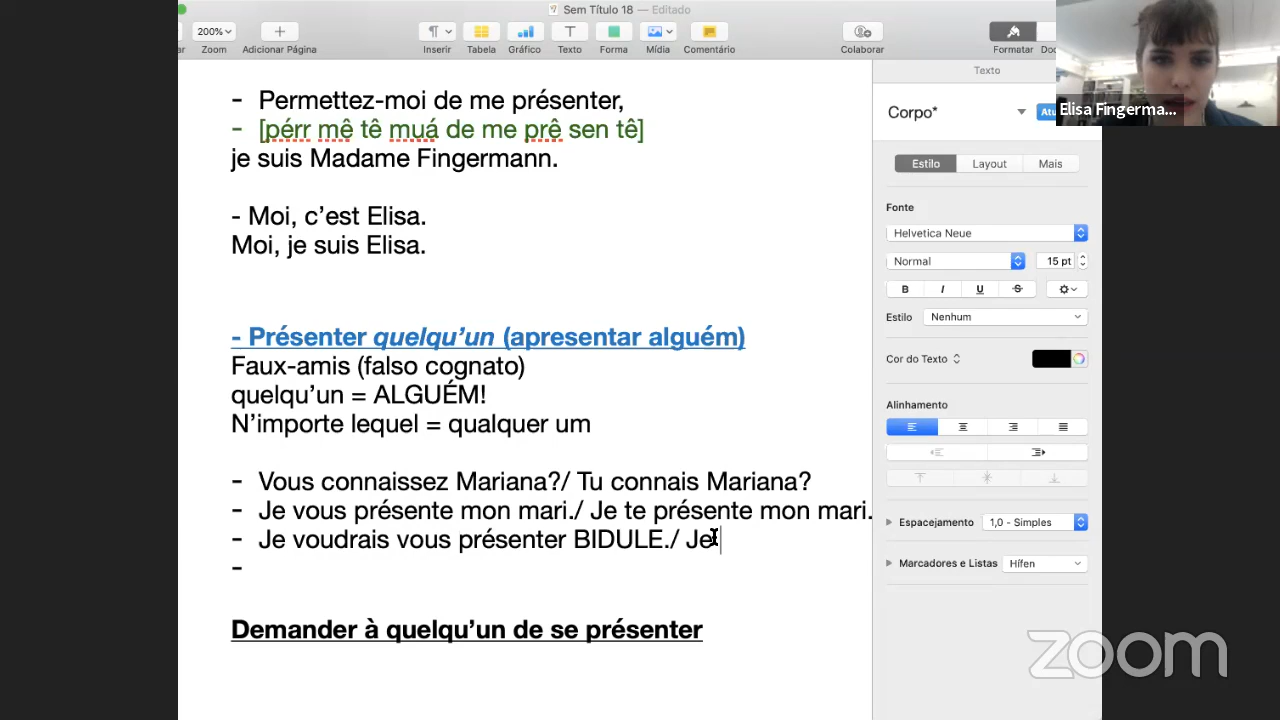 Sem Título 18 — Editado
200%
Zoom
Adicionar Página
Inserir
Tabela
Gráfico
Texto
Forma
Mídia
Comentário
Colaborar
Formatar
Texto
Elisa Fingerma...
Corpo*
Estilo
Layout
Mais
Fonte
Helvetica Neue
Normal
15 pt
B I U S
Estilo
Nenhum
Cor do Texto
Alinhamento
Espacejamento
1,0 - Simples
Marcadores e Listas
Hífen
- Permettez-moi de me présenter,
- [pérr mê tê muá de me prê sen tê]
je suis Madame Fingermann.
- Moi, c’est Elisa.
Moi, je suis Elisa.
- Présenter quelqu’un (apresentar alguém)
Faux-amis (falso cognato)
quelqu’un = ALGUÉM!
N’importe lequel = qualquer um
- Vous connaissez Mariana?/ Tu connais Mariana?
- Je vous présente mon mari./ Je te présente mon mari.
- Je voudrais vous présenter BIDULE./ Je
-
Demander à quelqu’un de se présenter
zoom